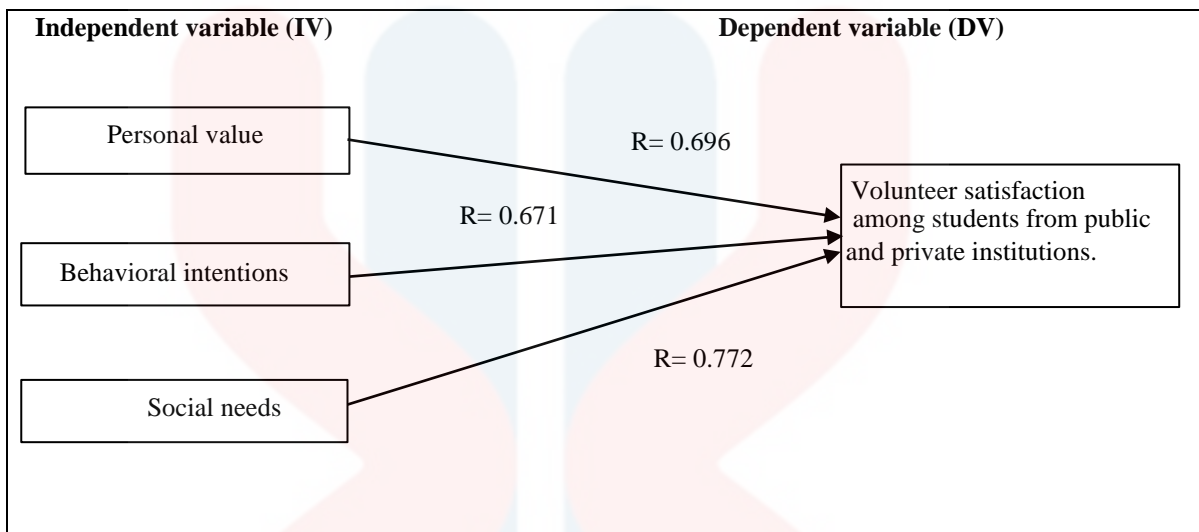 Independent variable (IV)
Dependent variable (DV)
Personal value
R= 0.696
Volunteer satisfaction
among students from public
and private institutions.
R= 0.671
Behavioral intentions
R= 0.772
Social needs